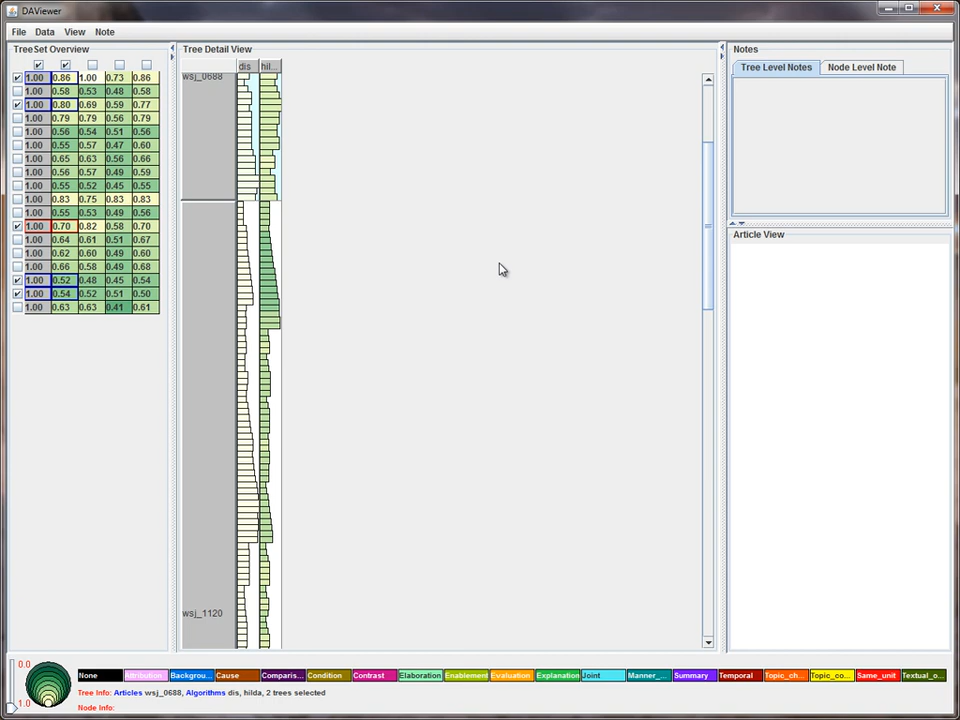 DAViewer
File Data View Note
TreeSet Overview
1.00 0.86 1.00 0.73 0.86
1.00 0.58 0.53 0.48 0.58
1.00 0.80 0.69 0.59 0.77
1.00 0.79 0.79 0.56 0.79
1.00 0.56 0.54 0.51 0.56
1.00 0.55 0.57 0.47 0.60
1.00 0.65 0.63 0.56 0.66
1.00 0.56 0.57 0.49 0.59
1.00 0.55 0.52 0.45 0.55
1.00 0.83 0.75 0.83 0.83
1.00 0.55 0.53 0.49 0.56
1.00 0.70 0.82 0.58 0.70
1.00 0.64 0.61 0.51 0.67
1.00 0.62 0.60 0.49 0.60
1.00 0.66 0.58 0.49 0.68
1.00 0.52 0.48 0.45 0.54
1.00 0.54 0.52 0.51 0.50
1.00 0.63 0.63 0.41 0.61
Tree Detail View
dis hil...
wsj_0688
wsj_1120
Notes
Tree Level Notes Node Level Note
Article View
0.0
1.0
None Attribution Backgrou... Cause Comparis... Condition Contrast Elaboration Enablement Evaluation Explanation Joint Manner_... Summary Temporal Topic_ch... Topic_co... Same_unit Textual_o...
Tree Info: Articles wsj_0688, Algorithms dis, hilda, 2 trees selected
Node Info: